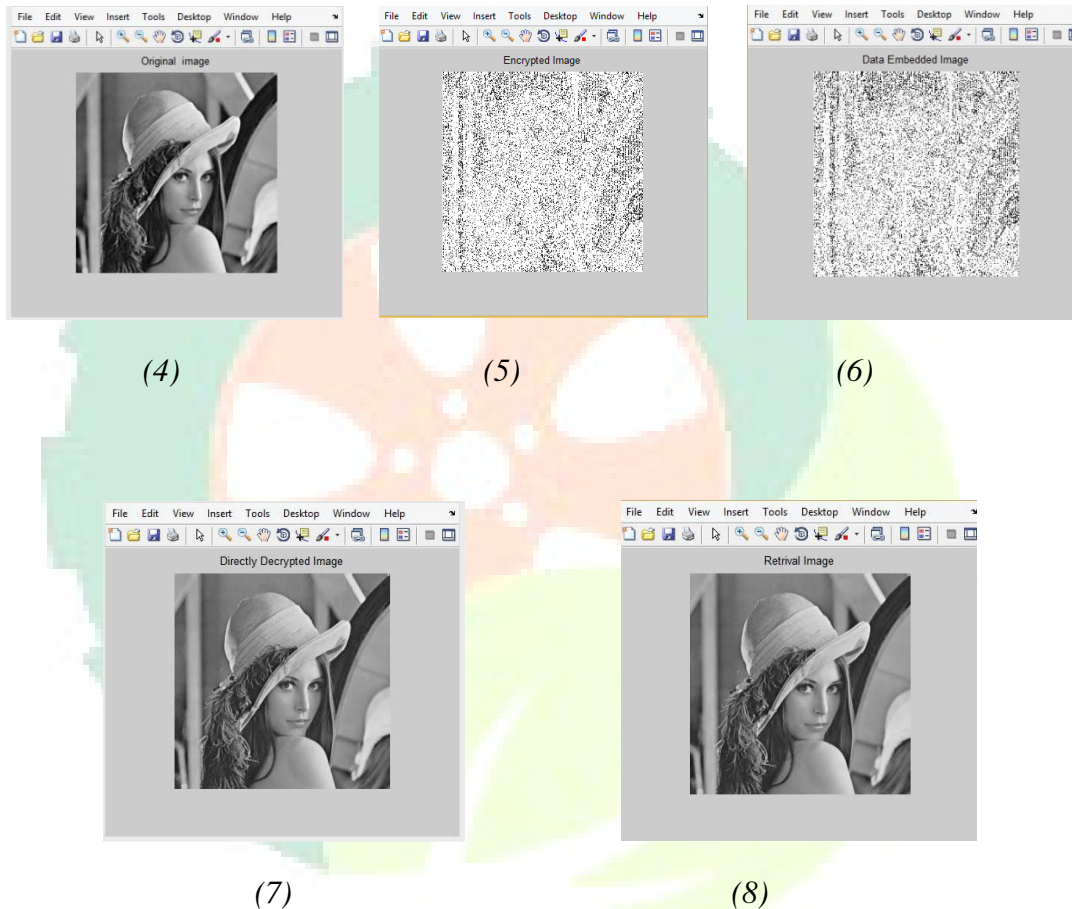 File Edit View Insert Tools Desktop Window Help
Original image
File Edit View Insert Tools Desktop Window Help
Encrypted Image
File Edit View Insert Tools Desktop Window Help
Data Embedded Image
(4)
(5)
(6)
File Edit View Insert Tools Desktop Window Help
Directly Decrypted Image
File Edit View Insert Tools Desktop Window Help
Retrival Image
(7)
(8)